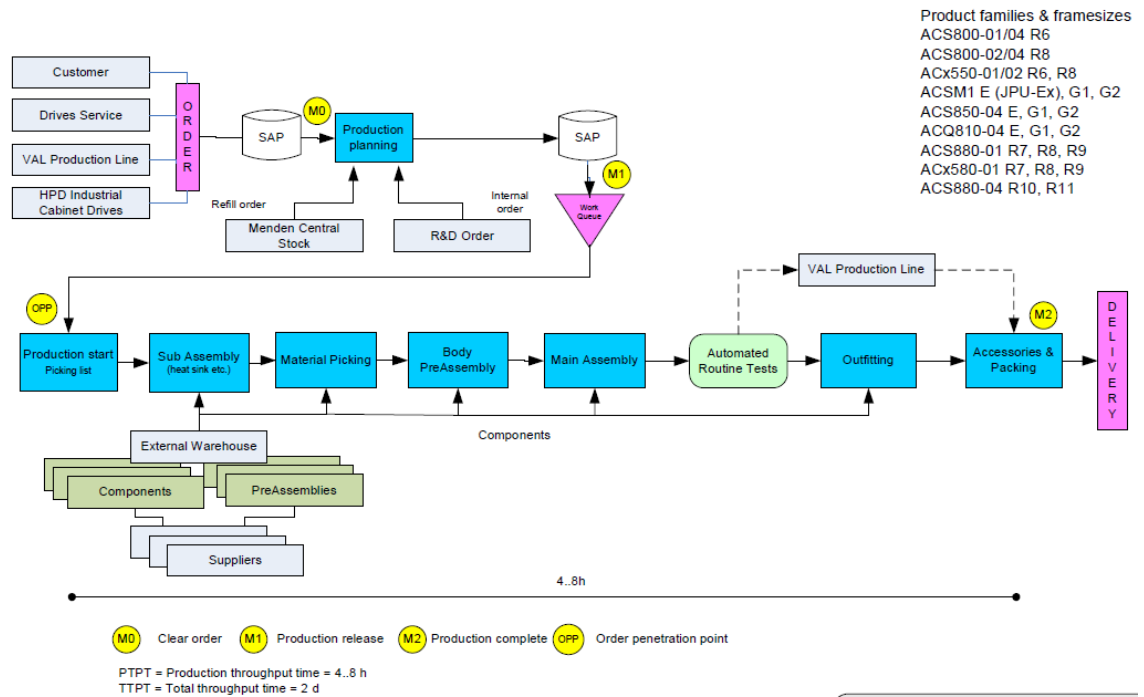 Product families & framesizes
ACS800-01/04 R6
ACS800-02/04 R8
ACx550-01/02 R6, R8
ACSM1 E (JPU-Ex), G1, G2
ACS850-04 E, G1, G2
ACQ810-04 E, G1, G2
ACS880-01 R7, R8, R9
ACx580-01 R7, R8, R9
ACS880-04 R10, R11
Customer
Drives Service
VAL Production Line
HPD Industrial
Cabinet Drives
O
R
D
E
R
SAP
M0
Production
planning
SAP
M1
Work
Queue
Refill order
Menden Central
Stock
Internal
order
R&D Order
VAL Production Line
OPP
M2
Production start
Picking list
Sub Assembly
(heat sink etc.)
Material Picking
Body
PreAssembly
Main Assembly
Automated
Routine Tests
Outfitting
Accessories &
Packing
D
E
L
I
V
E
R
Y
Components
External Warehouse
Components
PreAssemblies
Suppliers
4..8h
M0 Clear order
M1 Production release
M2 Production complete
OPP Order penetration point
PTPT = Production throughput time = 4..8 h
TTPT = Total throughput time = 2 d